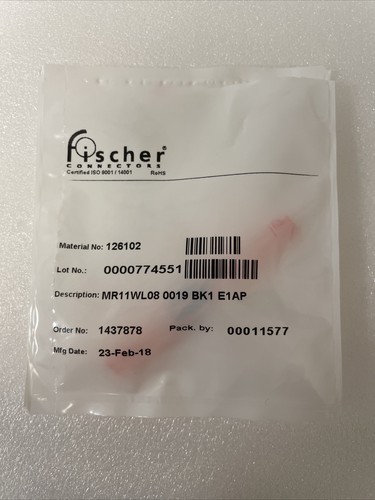 Fischer®
CONNECTORS
Certified ISO 9001 / 14001 RoHS
Material No: 126102
Lot No.: 0000774551
Description: MR11WL08 0019 BK1 E1AP
Order No: 1437878 Pack. by: 00011577
Mfg Date: 23-Feb-18